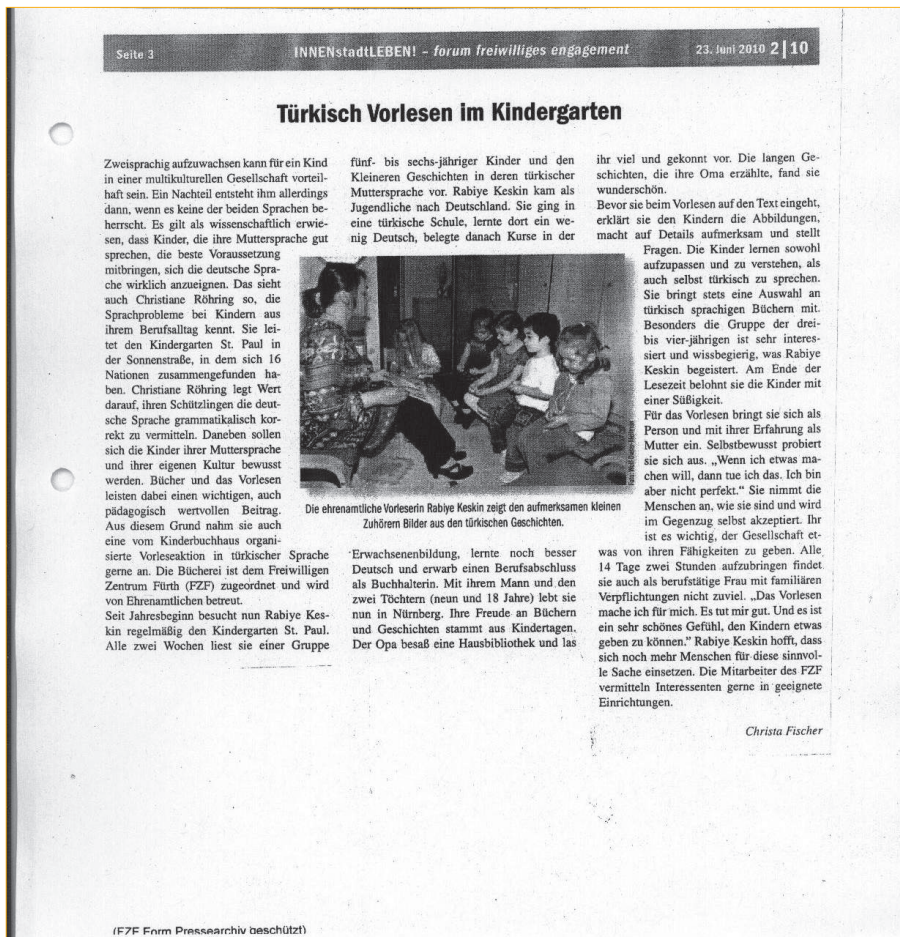 Seite 3
INNENstadtLEBEN! – forum freiwilliges engagement
23. Juni 2010 2|10
Türkisch Vorlesen im Kindergarten
Zweisprachig aufzuwachsen kann für ein Kind
in einer multikulturellen Gesellschaft vorteil-
haft sein. Ein Nachteil entsteht ihm allerdings
dann, wenn es keine der beiden Sprachen be-
herrscht. Es gilt als wissenschaftlich erwie-
sen, dass Kinder, die ihre Muttersprache gut
sprechen, die beste Voraussetzung
mitbringen, sich die deutsche Spra-
che wirklich anzueignen. Das sieht
auch Christiane Röhring so, die
Sprachprobleme bei Kindern aus
ihrem Berufsalltag kennt. Sie lei-
tet den Kindergarten St. Paul in
der Sonnenstraße, in dem sich 16
Nationen zusammengefunden ha-
ben. Christiane Röhring legt Wert
darauf, ihren Schützlingen die deut-
sche Sprache grammatikalisch kor-
rekt zu vermitteln. Daneben sollen
sich die Kinder ihrer Muttersprache
und ihrer eigenen Kultur bewusst
werden. Bücher und das Vorlesen
leisten dabei einen wichtigen, auch
pädagogisch wertvollen Beitrag.
Aus diesem Grund nahm sie auch
eine vom Kinderbuchhaus organi-
sierte Vorleseaktion in türkischer Sprache
gerne an. Die Bücherei ist dem Freiwilligen
Zentrum Fürth (FZF) zugeordnet und wird
von Ehrenamtlichen betreut.
Seit Jahresbeginn besucht nun Rabiye Kes-
kin regelmäßig den Kindergarten St. Paul.
Alle zwei Wochen liest sie einer Gruppe
fünf- bis sechs-jähriger Kinder und den
Kleineren Geschichten in deren türkischer
Muttersprache vor. Rabiye Keskin kam als
Jugendliche nach Deutschland. Sie ging in
eine türkische Schule, lernte dort ein we-
nig Deutsch, belegte danach Kurse in der
Die ehrenamtliche Vorleserin Rabiye Keskin zeigt den aufmerksamen kleinen
Zuhörern Bilder aus den türkischen Geschichten.
Erwachsenenbildung, lernte noch besser
Deutsch und erwarb einen Berufsabschluss
als Buchhalterin. Mit ihrem Mann und den
zwei Töchtern (neun und 18 Jahre) lebt sie
nun in Nürnberg. Ihre Freude an Büchern
und Geschichten stammt aus Kindertagen.
Der Opa besaß eine Hausbibliothek und las
ihr viel und gekonnt vor. Die langen Ge-
schichten, die ihre Oma erzählte, fand sie
wunderschön.
Bevor sie beim Vorlesen auf den Text eingeht,
erklärt sie den Kindern die Abbildungen,
macht auf Details aufmerksam und stellt
Fragen. Die Kinder lernen sowohl
aufzupassen und zu verstehen, als
auch selbst türkisch zu sprechen.
Sie bringt stets eine Auswahl an
türkisch sprachigen Büchern mit.
Besonders die Gruppe der drei-
bis vier-jährigen ist sehr interes-
siert und wissbegierig, was Rabiye
Keskin begeistert. Am Ende der
Lesezeit belohnt sie die Kinder mit
einer Süßigkeit.
Für das Vorlesen bringt sie sich als
Person und mit ihrer Erfahrung als
Mutter ein. Selbstbewusst probiert
sie sich aus. „Wenn ich etwas ma-
chen will, dann tue ich das. Ich bin
aber nicht perfekt.“ Sie nimmt die
Menschen an, wie sie sind und wird
im Gegenzug selbst akzeptiert. Ihr
ist es wichtig, der Gesellschaft et-
was von ihren Fähigkeiten zu geben. Alle
14 Tage zwei Stunden aufzubringen findet
sie auch als berufstätige Frau mit familiären
Verpflichtungen nicht zuviel. „Das Vorlesen
mache ich für mich. Es tut mir gut. Und es ist
ein sehr schönes Gefühl, den Kindern etwas
geben zu können.“ Rabiye Keskin hofft, dass
sich noch mehr Menschen für diese sinnvol-
le Sache einsetzen. Die Mitarbeiter des FZF
vermitteln Interessenten gerne in geeignete
Einrichtungen.
Christa Fischer
(FZF Form Pressearchiv geschützt)